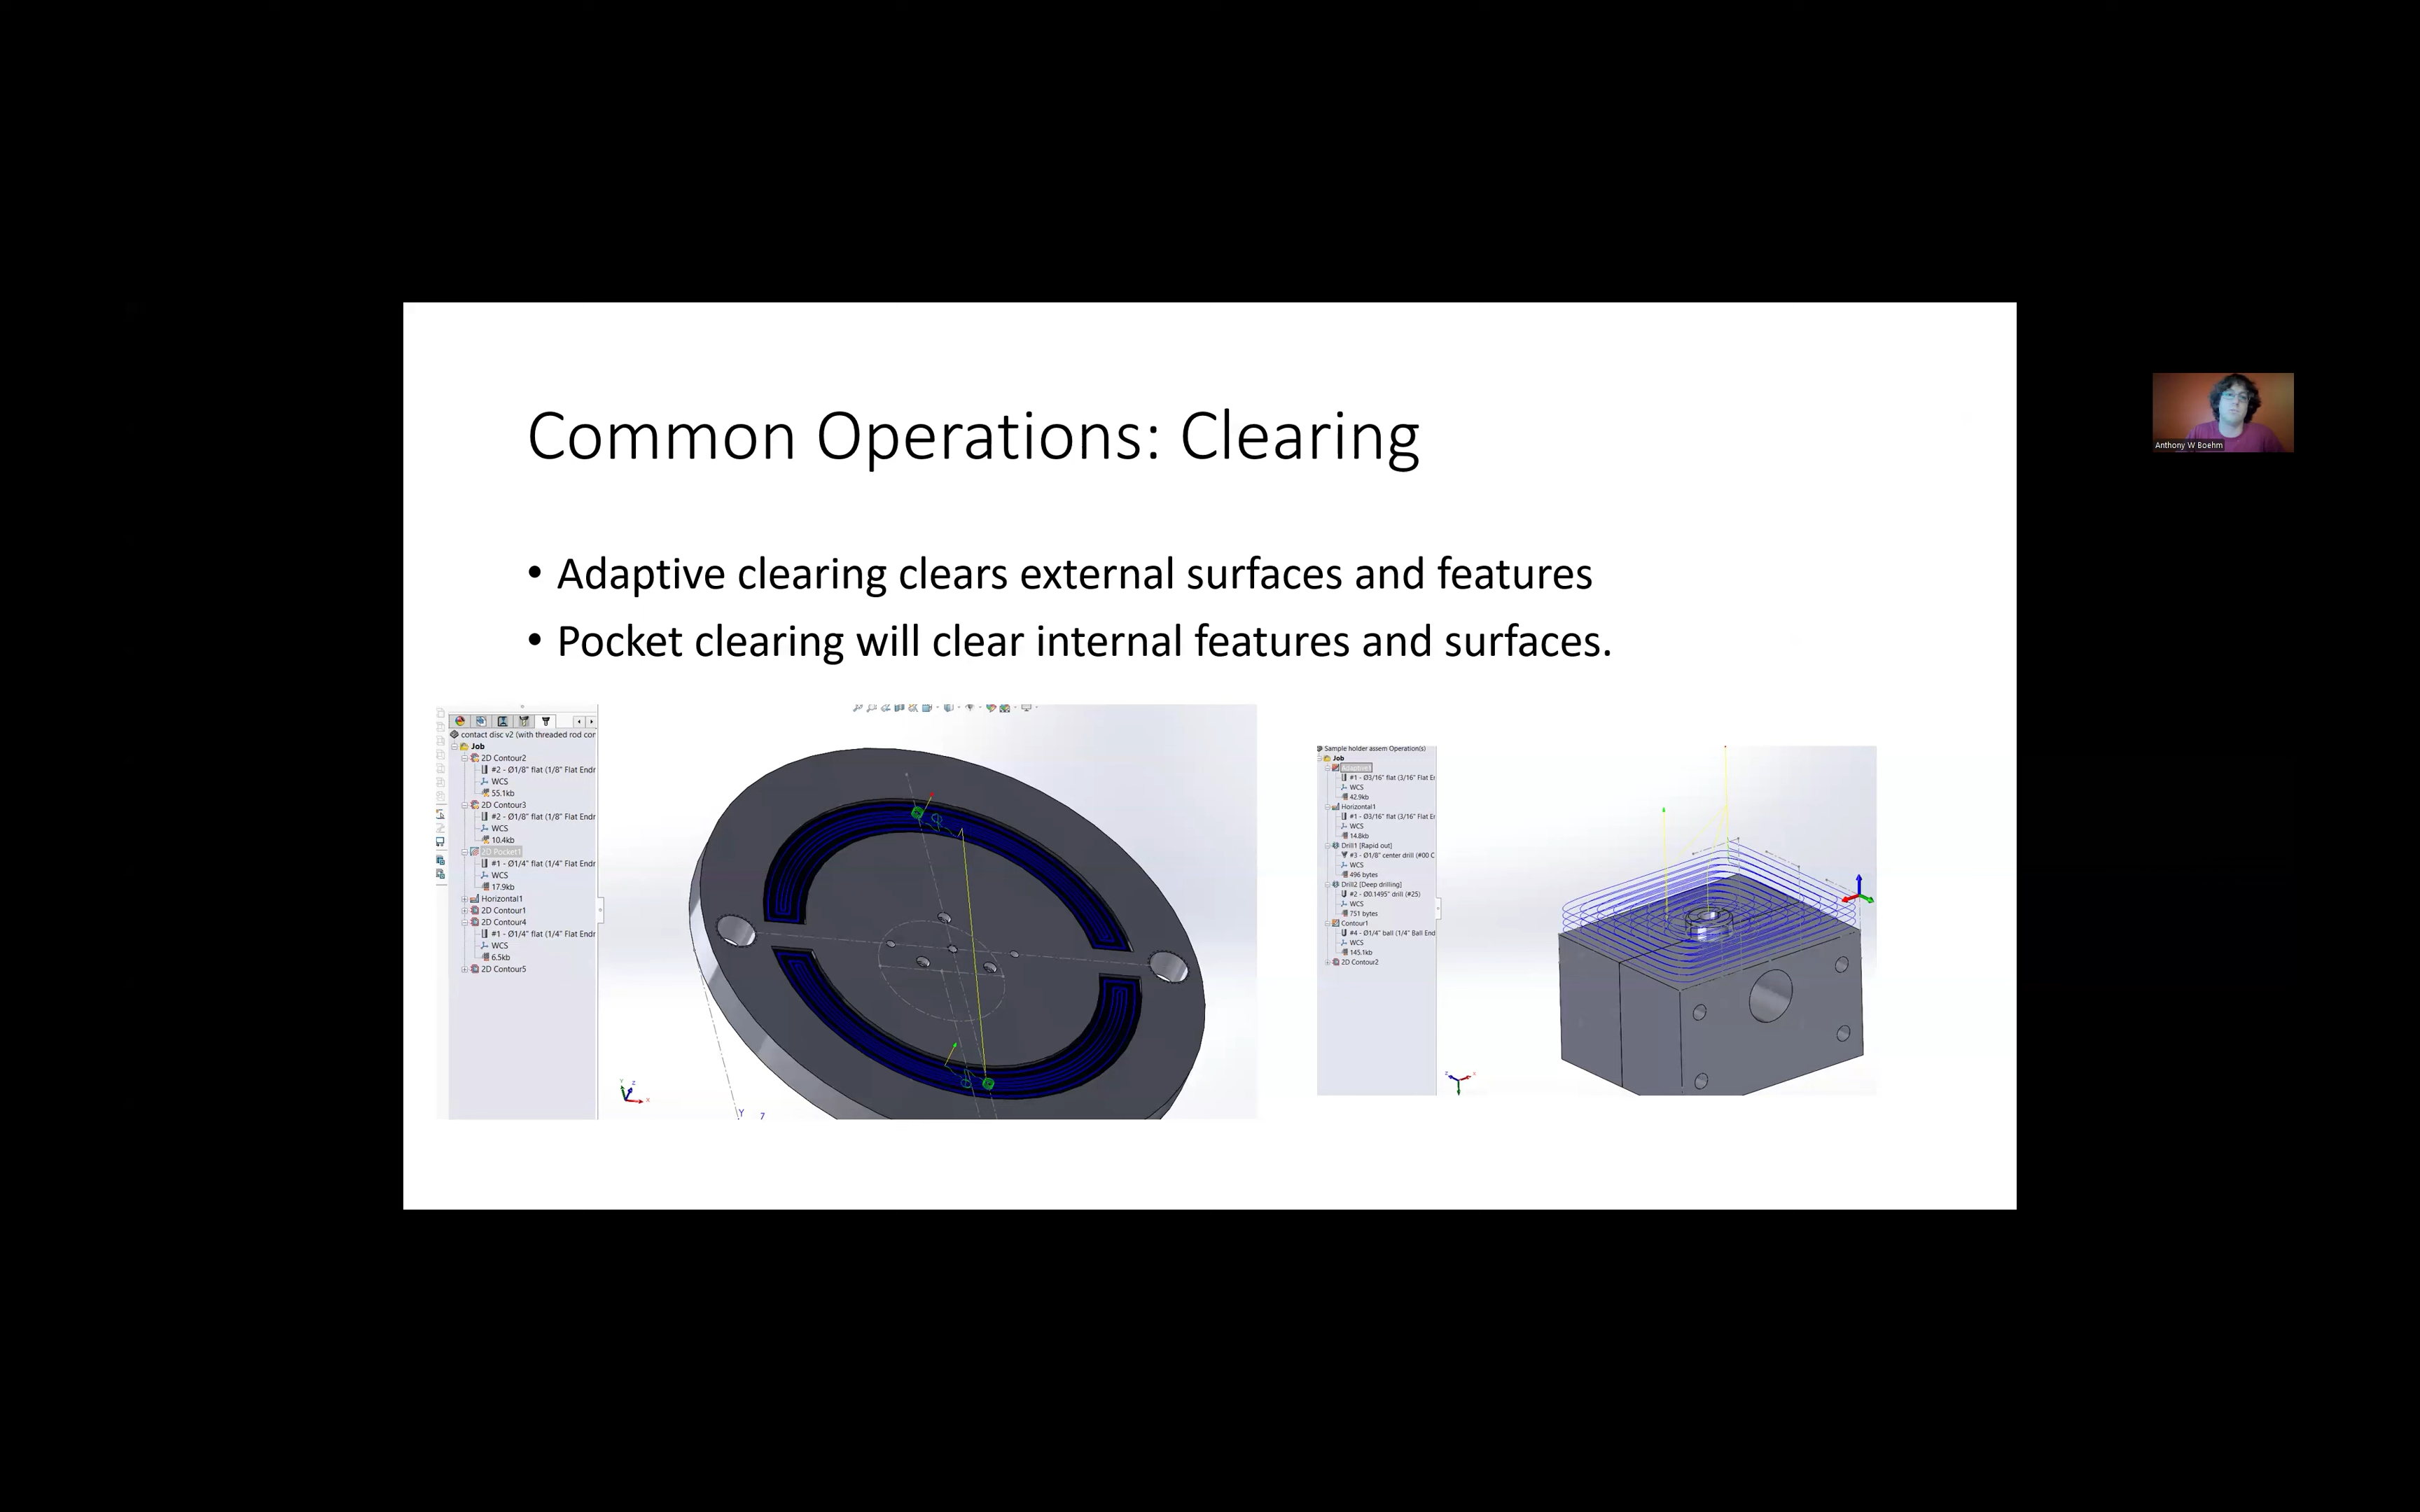 Common Operations: Clearing
Anthony W Boehm
• Adaptive clearing clears external surfaces and features
• Pocket clearing will clear internal features and surfaces.
contact disc v2 (with threaded rod cor
Job
2D Contour2
#2 - Ø1/8" flat (1/8" Flat Endr
WCS
55.1kb
2D Contour3
#2 - Ø1/8" flat (1/8" Flat Endr
WCS
10.4kb
2D Pocket1
#1 - Ø1/4" flat (1/4" Flat Endr
WCS
17.9kb
Horizontal1
2D Contour1
2D Contour4
#1 - Ø1/4" flat (1/4" Flat Endr
WCS
6.5kb
2D Contour5
Y Z
X
Y 7
Sample holder assem Operation(s)
Job
Adaptive1
#1 - Ø3/16" flat (3/16" Flat Er
WCS
42.9kb
Horizontal1
#1 - Ø3/16" flat (3/16" Flat Er
WCS
14.8kb
Drill1 [Rapid out]
#3 - Ø1/8" center drill (#00 C
WCS
496 bytes
Drill2 [Deep drilling]
#2 - Ø0.1495" drill (#25)
WCS
751 bytes
Contour1
#4 - Ø1/4" ball (1/4" Ball End
WCS
145.1kb
2D Contour2